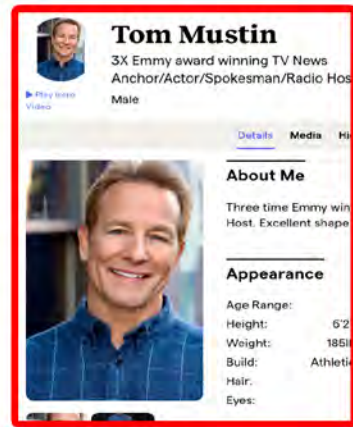 Tom Mustin
3X Emmy award winning TV News
Anchor/Actor/Spokesman/Radio Hos
Play Intro
Video
Male
Details Media Hi
About Me
Three time Emmy win
Host. Excellent shape
Appearance
Age Range:
Height: 6'2
Weight: 185l
Build: Athleti
Hair:
Eyes: